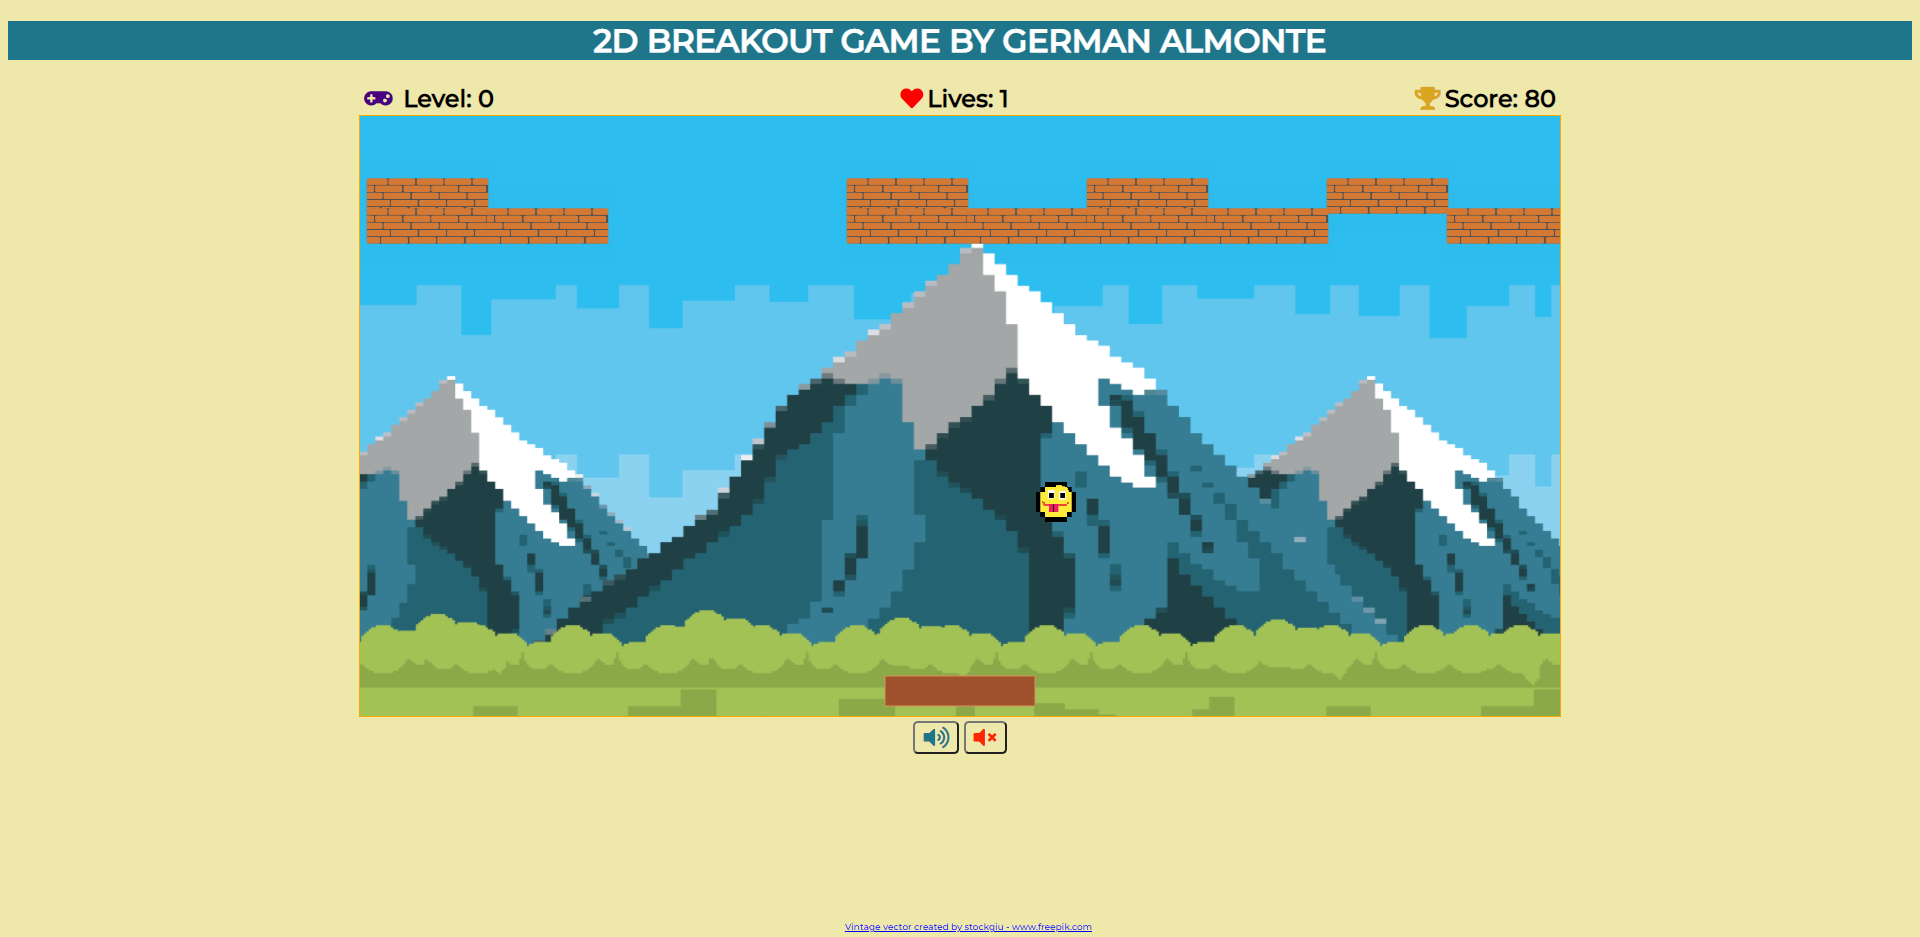 2D BREAKOUT GAME BY GERMAN ALMONTE
Level: 0 Lives: 1 Score: 80
Vintage vector created by stockgiu - www.freepik.com